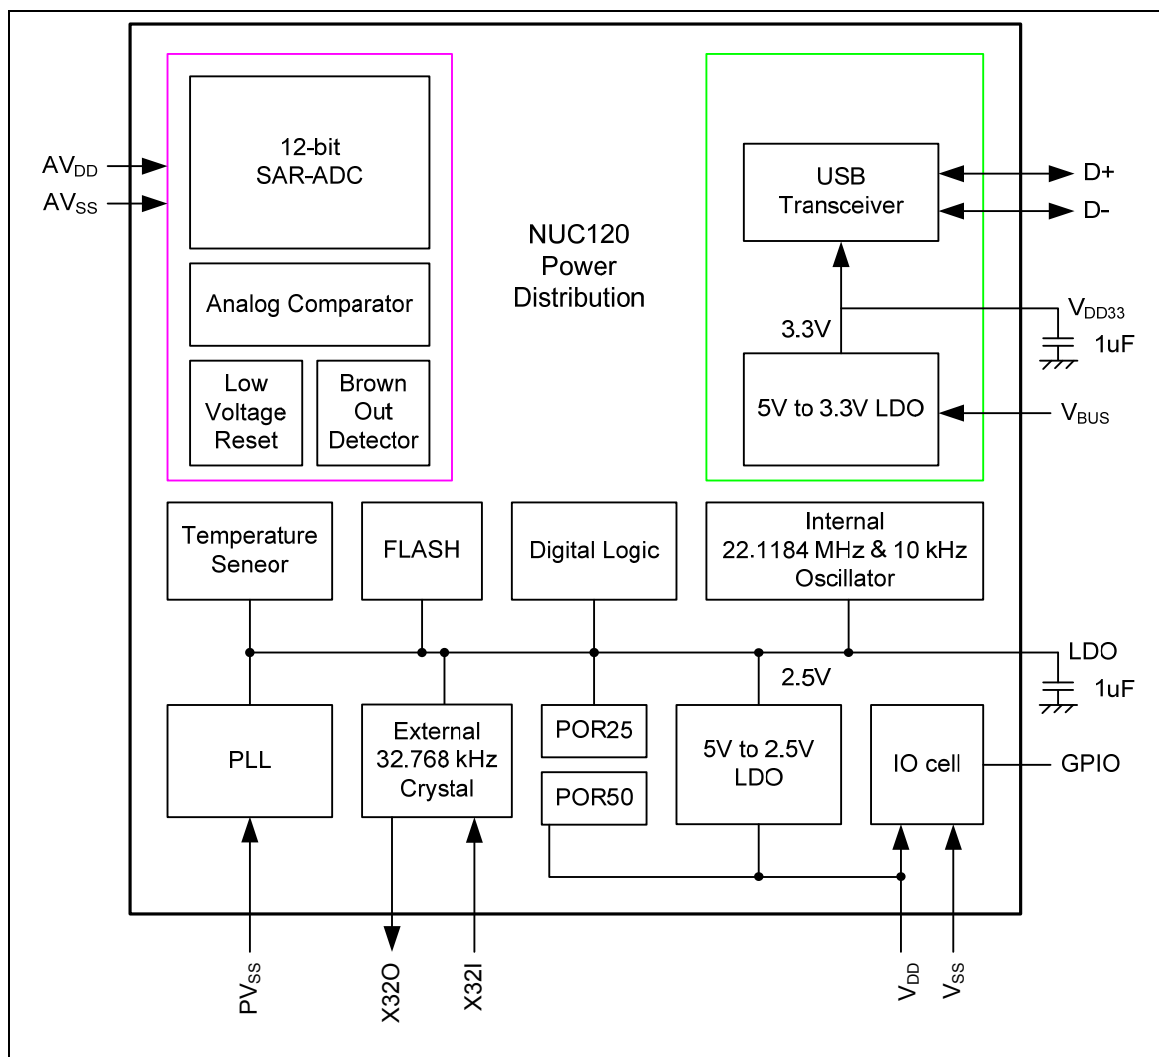 12-bit
SAR-ADC
AVDD
AVSS
Analog Comparator
Low
Voltage
Reset
Brown
Out
Detector
NUC120
Power
Distribution
USB
Transceiver
D+
D-
3.3V
VDD33
1uF
5V to 3.3V LDO
VBUS
Temperature
Seneor
FLASH
Digital Logic
Internal
22.1184 MHz & 10 kHz
Oscillator
2.5V
LDO
1uF
PLL
External
32.768 kHz
Crystal
POR25
POR50
5V to 2.5V
LDO
IO cell
GPIO
PVSS
X32O
X32I
VDD
VSS